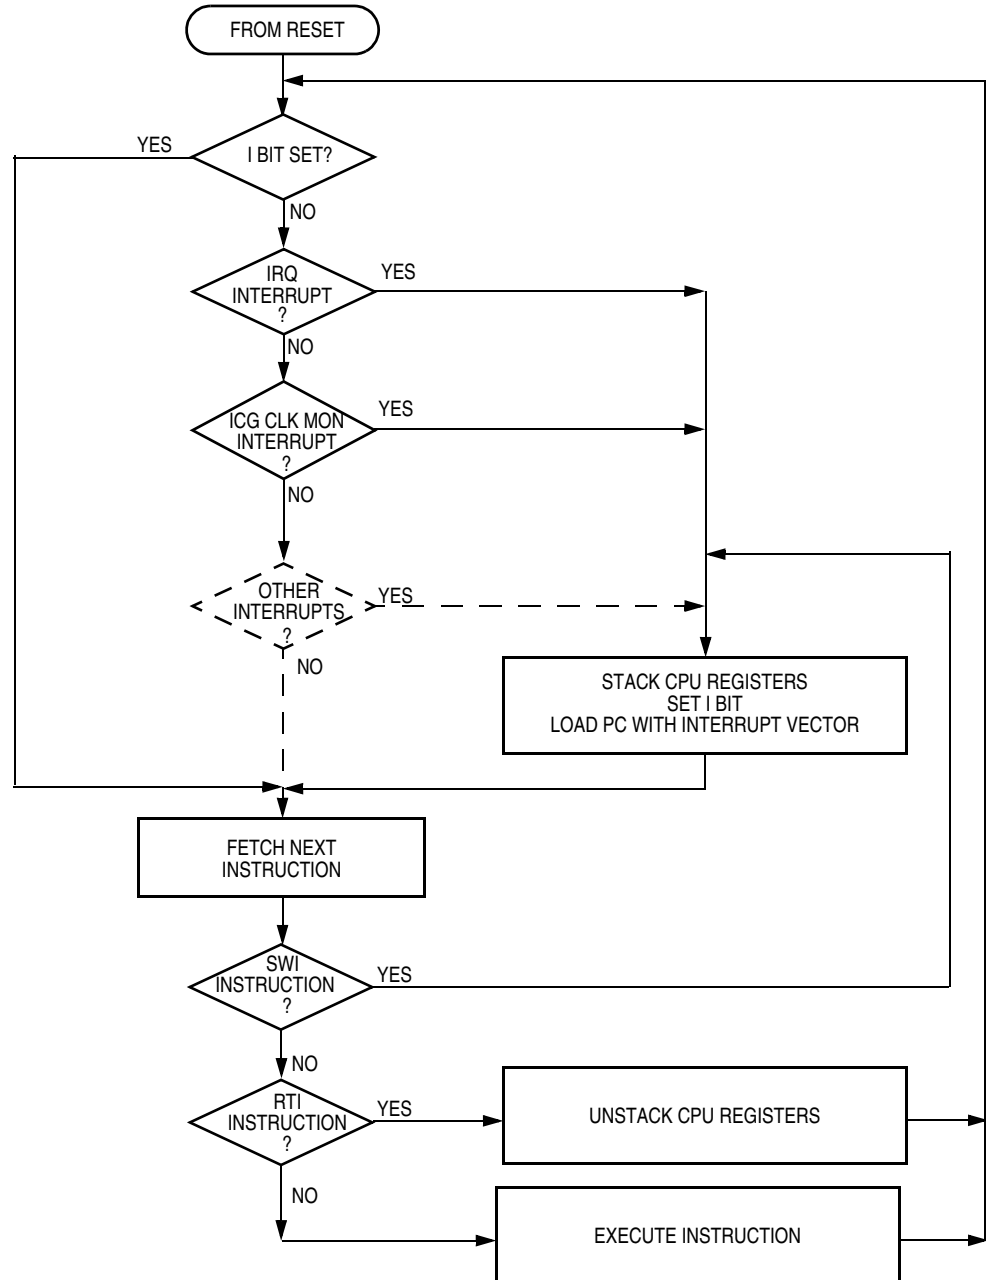 FROM RESET
YES
I BIT SET?
NO
IRQ
INTERRUPT
?
YES
NO
ICG CLK MON
INTERRUPT
?
YES
NO
OTHER
INTERRUPTS
?
YES
NO
STACK CPU REGISTERS
SET I BIT
LOAD PC WITH INTERRUPT VECTOR
FETCH NEXT
INSTRUCTION
SWI
INSTRUCTION
?
YES
NO
RTI
INSTRUCTION
?
YES
UNSTACK CPU REGISTERS
NO
EXECUTE INSTRUCTION